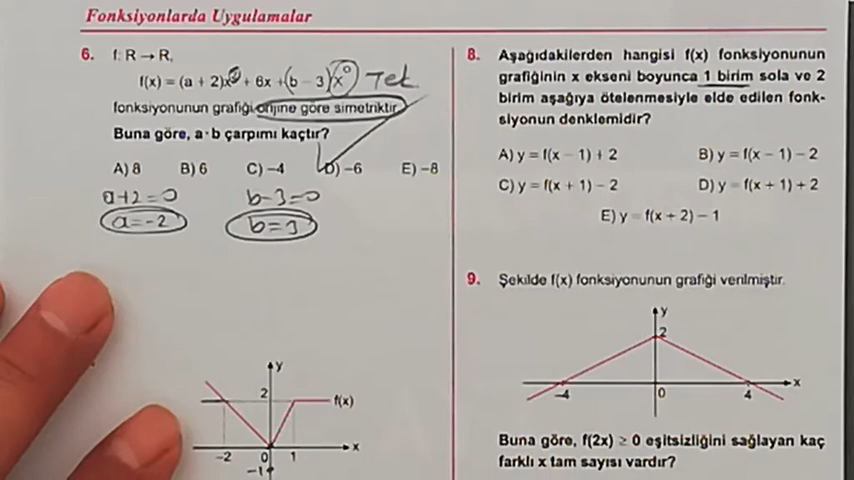 Fonksiyonlarda Uygulamalar
6. f: R → R,
f(x) = (a + 2)x² + 6x + (b – 3) x⁰ Tek
fonksiyonunun grafiği orijine göre simetriktir.
Buna göre, a·b çarpımı kaçtır?
A) 8 B) 6 C) –4 D) –6 E) –8
a+2=0 b-3=0
a=-2 b=3
y
2
f(x)
-2 0 1 x
-1
8. Aşağıdakilerden hangisi f(x) fonksiyonunun
grafiğinin x ekseni boyunca 1 birim sola ve 2
birim aşağıya ötelenmesiyle elde edilen fonk-
siyonun denklemidir?
A) y = f(x – 1) + 2 B) y = f(x – 1) – 2
C) y = f(x + 1) – 2 D) y = f(x + 1) + 2
E) y = f(x + 2) – 1
9. Şekilde f(x) fonksiyonunun grafiği verilmiştir.
y
2
-4 0 4 x
Buna göre, f(2x) ≥ 0 eşitsizliğini sağlayan kaç
farklı x tam sayısı vardır?